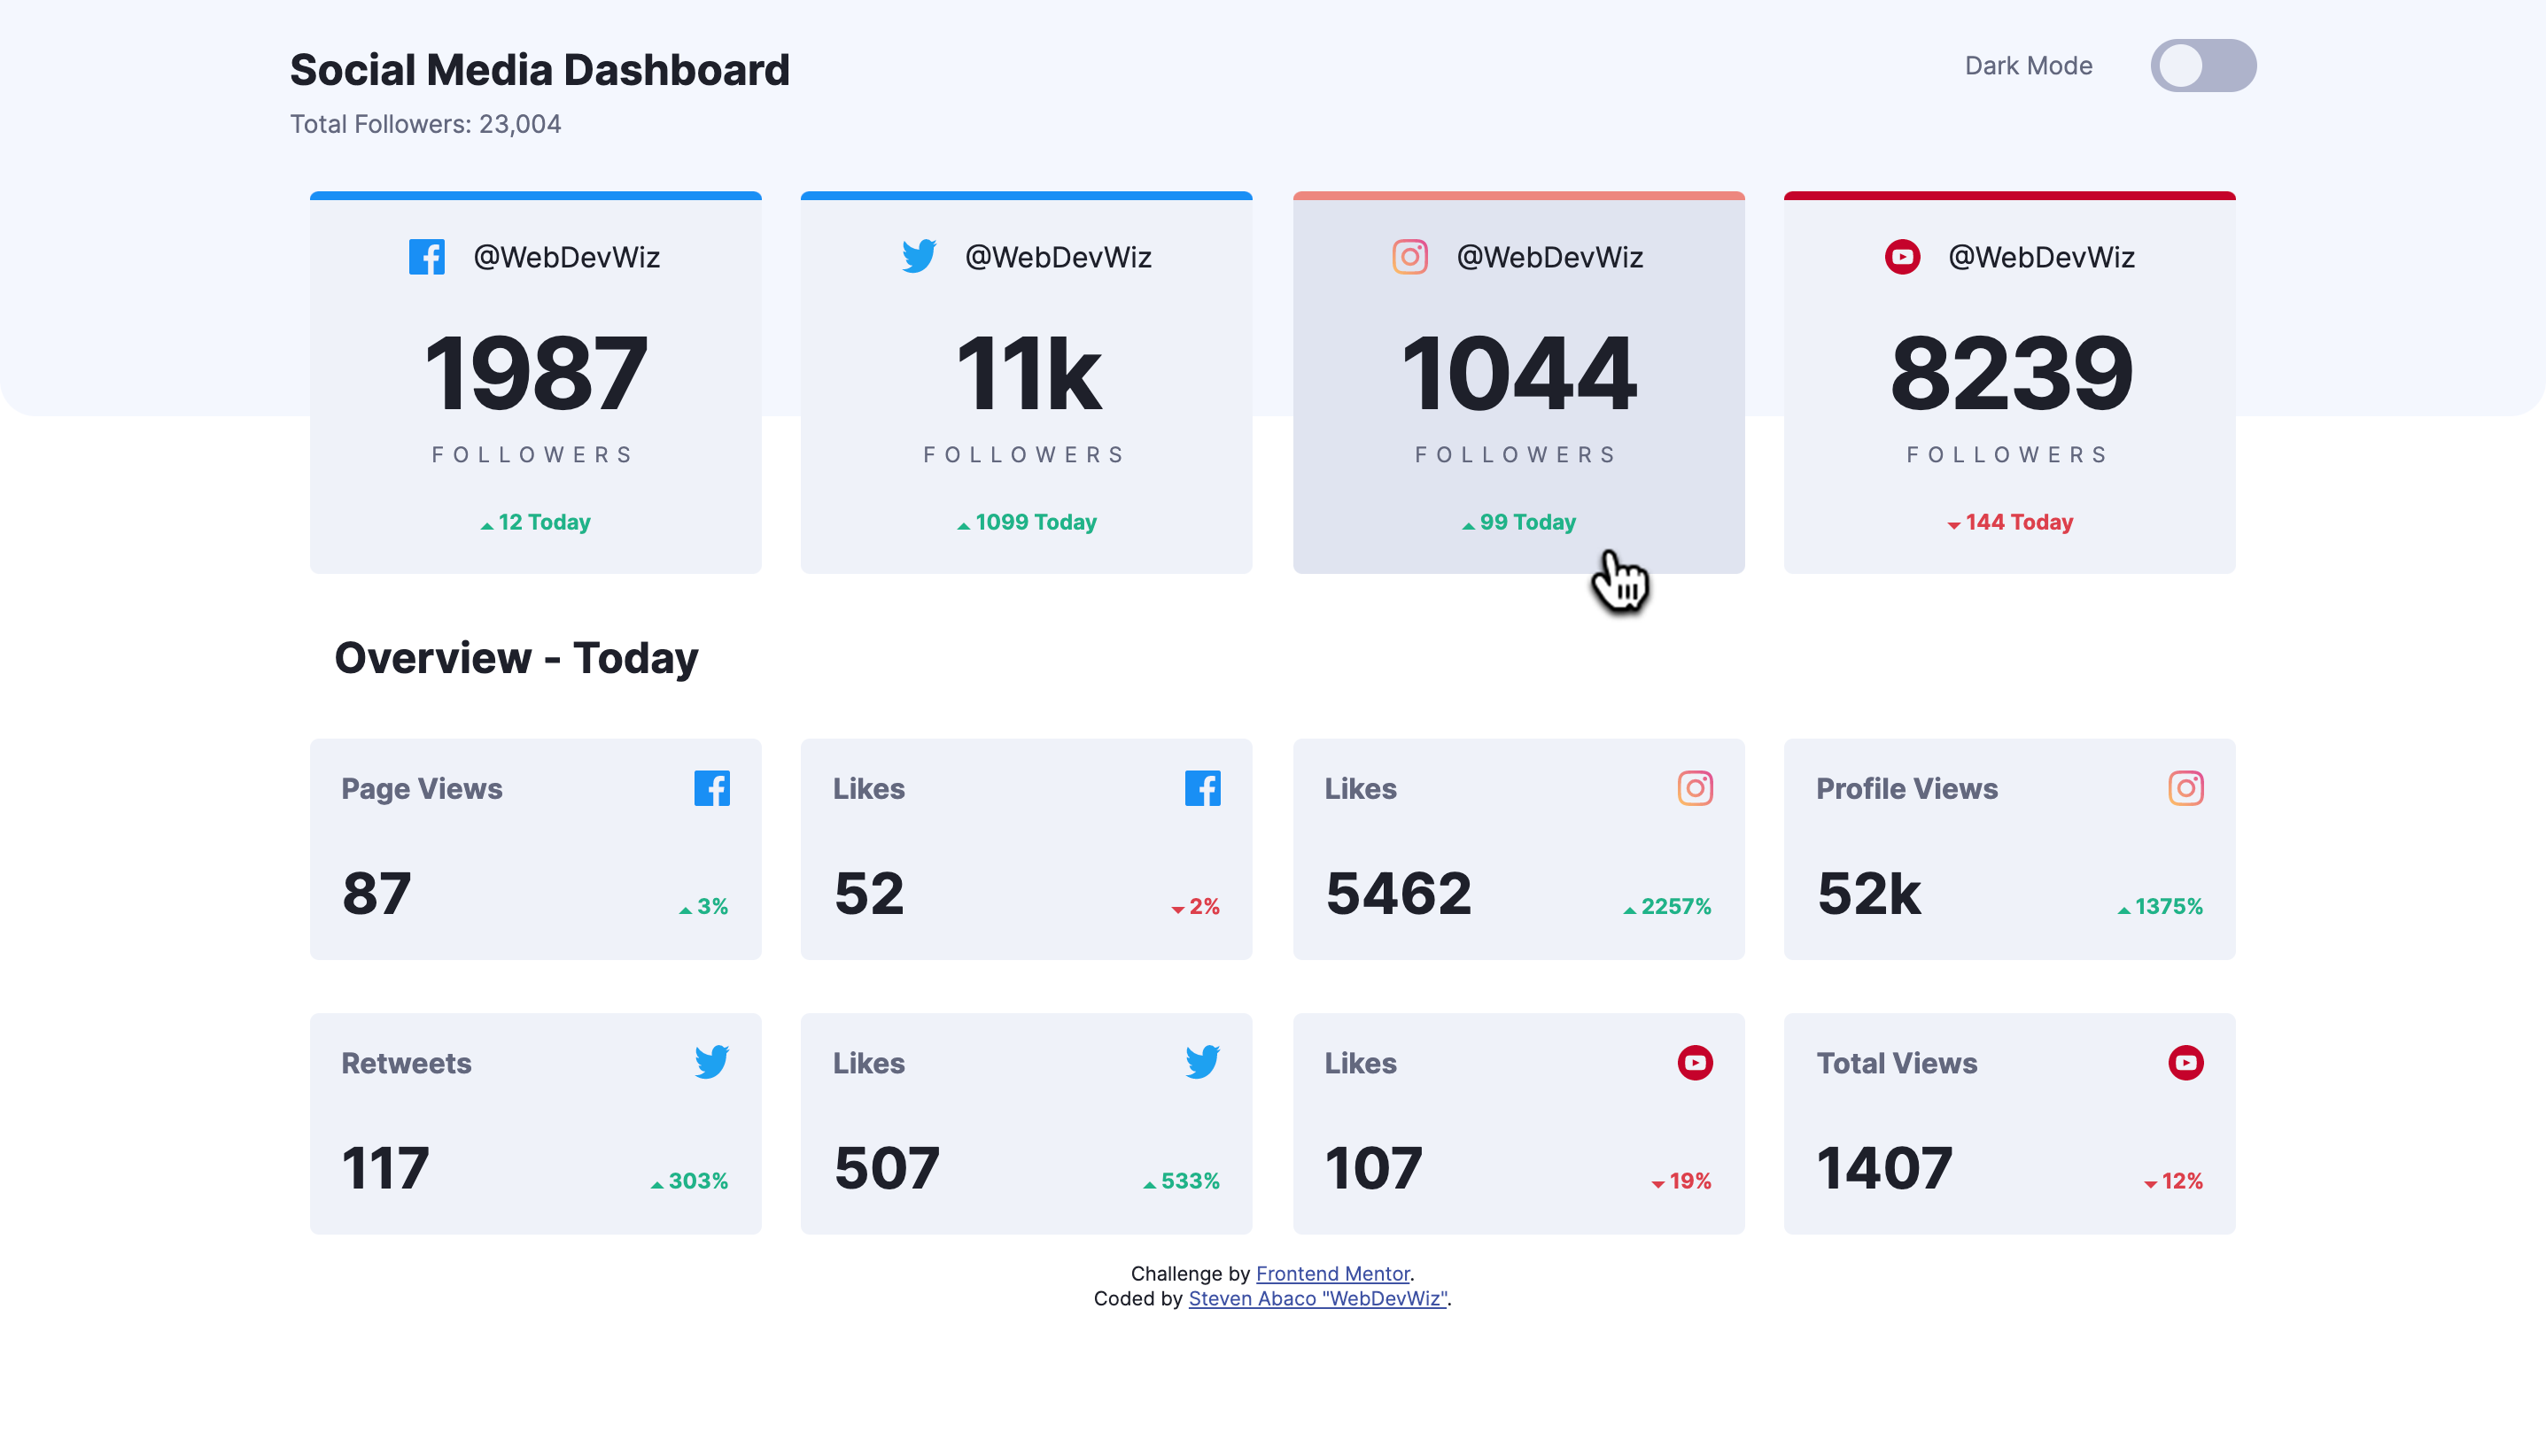 Social Media Dashboard
Dark Mode
Total Followers: 23,004
@WebDevWiz
1987
FOLLOWERS
12 Today
@WebDevWiz
11k
FOLLOWERS
1099 Today
@WebDevWiz
1044
FOLLOWERS
99 Today
@WebDevWiz
8239
FOLLOWERS
144 Today
Overview - Today
Page Views
87
3%
Likes
52
2%
Likes
5462
2257%
Profile Views
52k
1375%
Retweets
117
303%
Likes
507
533%
Likes
107
19%
Total Views
1407
12%
Challenge by Frontend Mentor.
Coded by Steven Abaco "WebDevWiz".